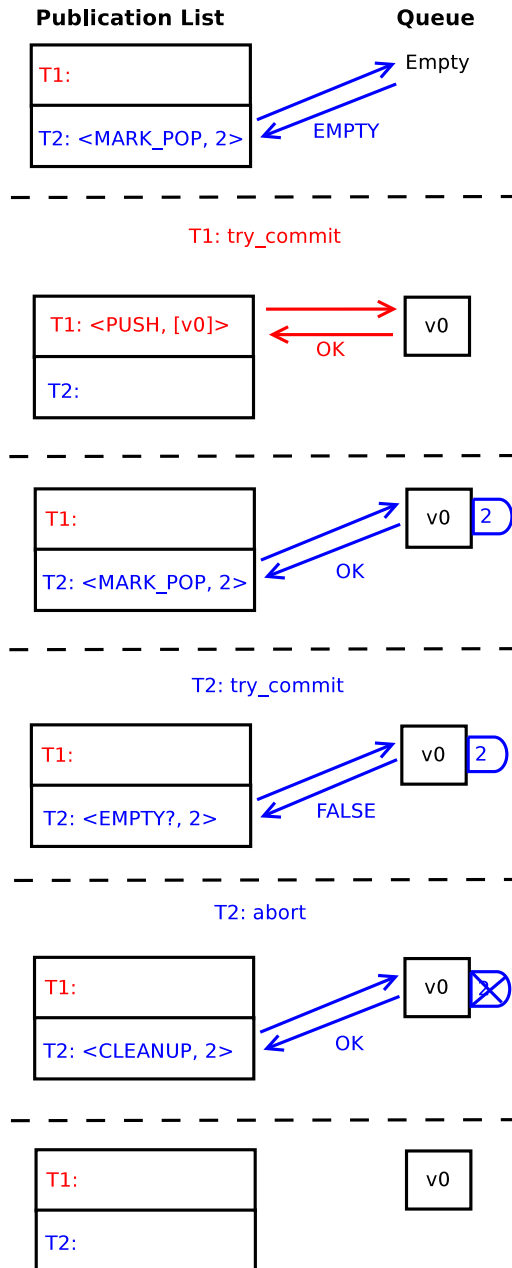 Publication List
Queue
T1:
Empty
T2: <MARK_POP, 2>
EMPTY
T1: try_commit
T1: <PUSH, [v0]>
v0
OK
T2:
T1:
v0
2
T2: <MARK_POP, 2>
OK
T2: try_commit
T1:
v0
2
T2: <EMPTY?, 2>
FALSE
T2: abort
T1:
v0
2
T2: <CLEANUP, 2>
OK
T1:
v0
T2: